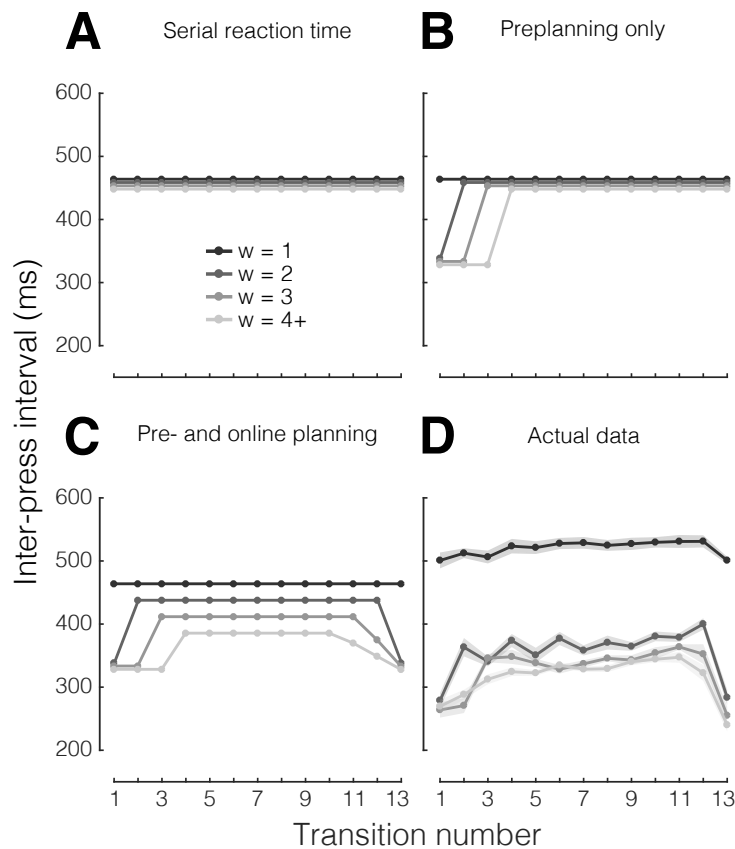 A Serial reaction time
B Preplanning only
600
500
400
300
200
w = 1
w = 2
w = 3
w = 4+
Inter-press interval (ms)
C Pre- and online planning
D Actual data
600
500
400
300
200
1 3 5 7 9 11 13
1 3 5 7 9 11 13
Transition number